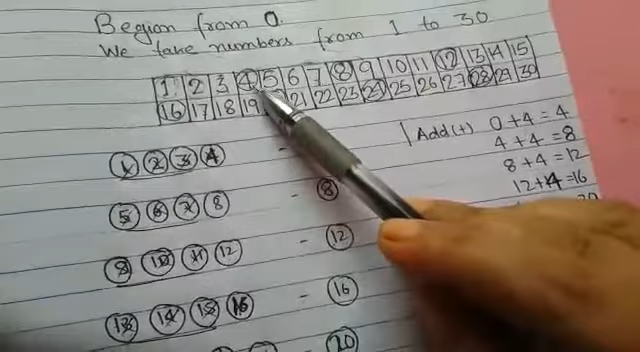 Begion from 0.
We take numbers from 1 to 30
1 2 3 4 5 6 7 8 9 10 11 12 13 14 15
16 17 18 19 21 22 23 24 25 26 27 28 29 30
Add(+) 0+4=4
4+4=8
8+4=12
12+4=16
20
1 2 3 4
5 6 7 8 - 8
9 10 11 12 - 12
13 14 15 16 - 16
20